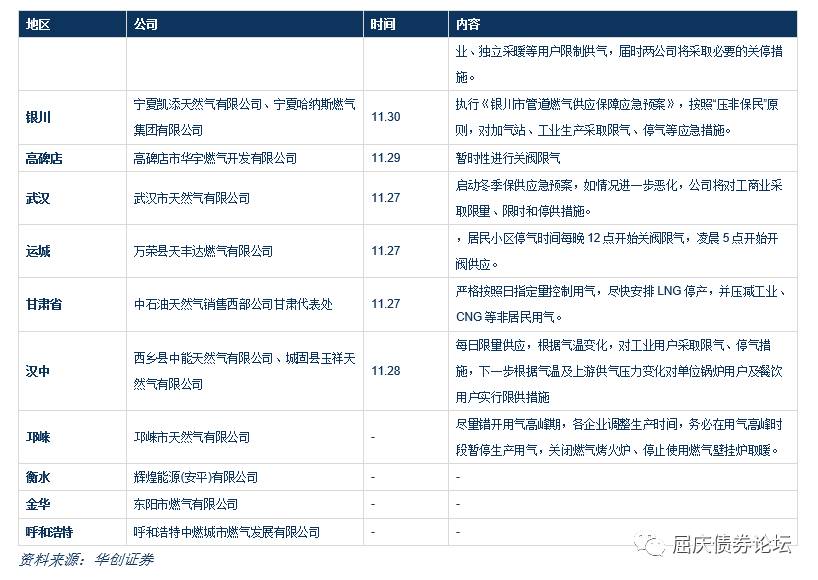 地区 公司 时间 内容
业、独立采暖等用户限制供气，届时两公司将采取必要的关停措
施。
银川 宁夏凯添天然气有限公司、宁夏哈纳斯燃气 11.30 执行《银川市管道燃气供应保障应急预案》，按照“压非保民”原
集团有限公司 则，对加气站、工业生产采取限气、停气等应急措施。
高碑店 高碑店市华宇燃气开发有限公司 11.29 暂时性进行关阀限气
武汉 武汉市天然气有限公司 11.27 启动冬季保供应急预案，如情况进一步恶化，公司将对工商业采
取限量、限时和停供措施。
运城 万荣县天丰达燃气有限公司 11.27 ，居民小区停气时间每晚 12 点开始关阀限气，凌晨 5 点开始开
阀供应。
甘肃省 中石油天然气销售西部公司甘肃代表处 11.27 严格按照日指定量控制用气，尽快安排 LNG 停产，并压减工业、
CNG 等非居民用气。
汉中 西乡县中能天然气有限公司、城固县玉祥天 11.28 每日限量供应，根据气温变化，对工业用户采取限气、停气措
然气有限公司 施，下一步根据气温及上游供气压力变化对单位锅炉用户及餐饮
用户实行限供措施
邛崃 邛崃市天然气有限公司 - 尽量错开用气高峰期，各企业调整生产时间，务必在用气高峰时
段暂停生产用气，关闭燃气烤火炉、停止使用燃气壁挂炉取暖。
衡水 辉煌能源(安平)有限公司 - -
金华 东阳市燃气有限公司 - -
呼和浩特 呼和浩特中燃城市燃气发展有限公司 - -
资料来源：华创证券
屈庆债券论坛